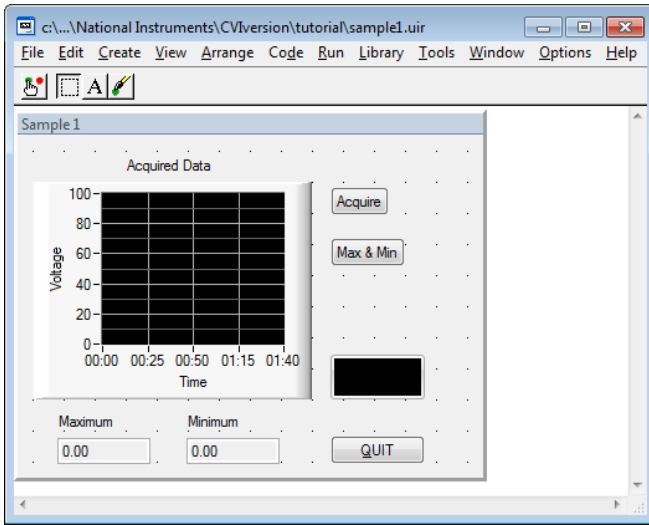 c:\...\National Instruments\CVIversion\tutorial\sample1.uir
File Edit Create View Arrange Code Run Library Tools Window Options Help
A
Sample 1
Acquired Data
100
80
60
40
20
0
Voltage
00:00 00:25 00:50 01:15 01:40
Time
Acquire
Max & Min
Maximum Minimum
0.00 0.00
QUIT